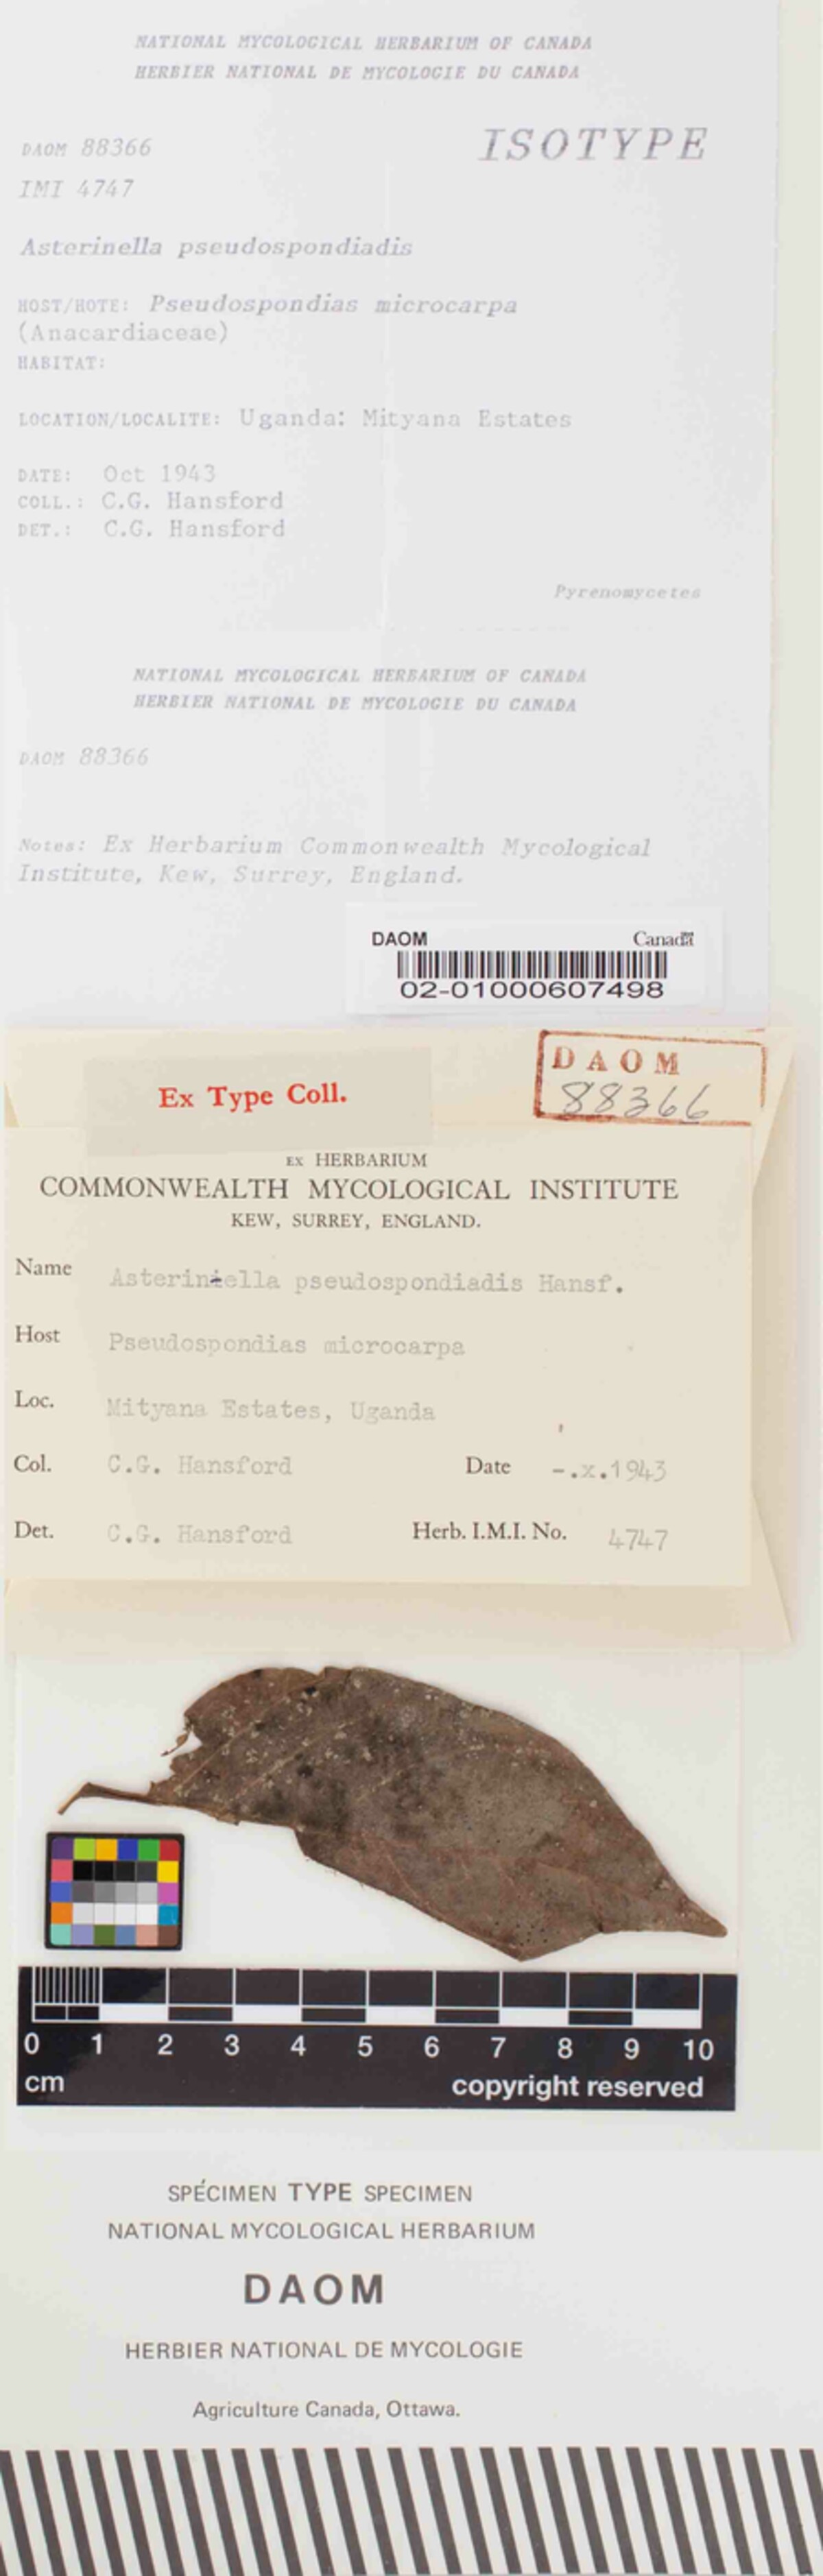 NATIONAL MYCOLOGICAL HERBARIUM OF CANADA
HERBIER NATIONAL DE MYCOLOGIE DU CANADA
DAOM 88366
ISOTYPE
IMI 4747
Asterinella pseudospondiadis
HOST/HOTE: Pseudospondias microcarpa
(Anacardiaceae)
HABITAT:
LOCATION/LOCALITE: Uganda: Mityana Estates
DATE: Oct 1943
COLL.: C.G. Hansford
DET.: C.G. Hansford
Pyrenomycetes
NATIONAL MYCOLOGICAL HERBARIUM OF CANADA
HERBIER NATIONAL DE MYCOLOGIE DU CANADA
DAOM 88366
Notes: Ex Herbarium Commonwealth Mycological
Institute, Kew, Surrey, England.
DAOM Canada
02-01000607498
DAOM
88366
Ex Type Coll.
EX HERBARIUM
COMMONWEALTH MYCOLOGICAL INSTITUTE
KEW, SURREY, ENGLAND.
Name Asteriniella pseudospondiadis Hansf.
Host Pseudospondias microcarpa
Loc. Mityana Estates, Uganda
Col. C.G. Hansford Date -.x.1943
Det. C.G. Hansford Herb. I.M.I. No. 4747
0 1 2 3 4 5 6 7 8 9 10
cm copyright reserved
SPÉCIMEN TYPE SPECIMEN
NATIONAL MYCOLOGICAL HERBARIUM
DAOM
HERBIER NATIONAL DE MYCOLOGIE
Agriculture Canada, Ottawa.